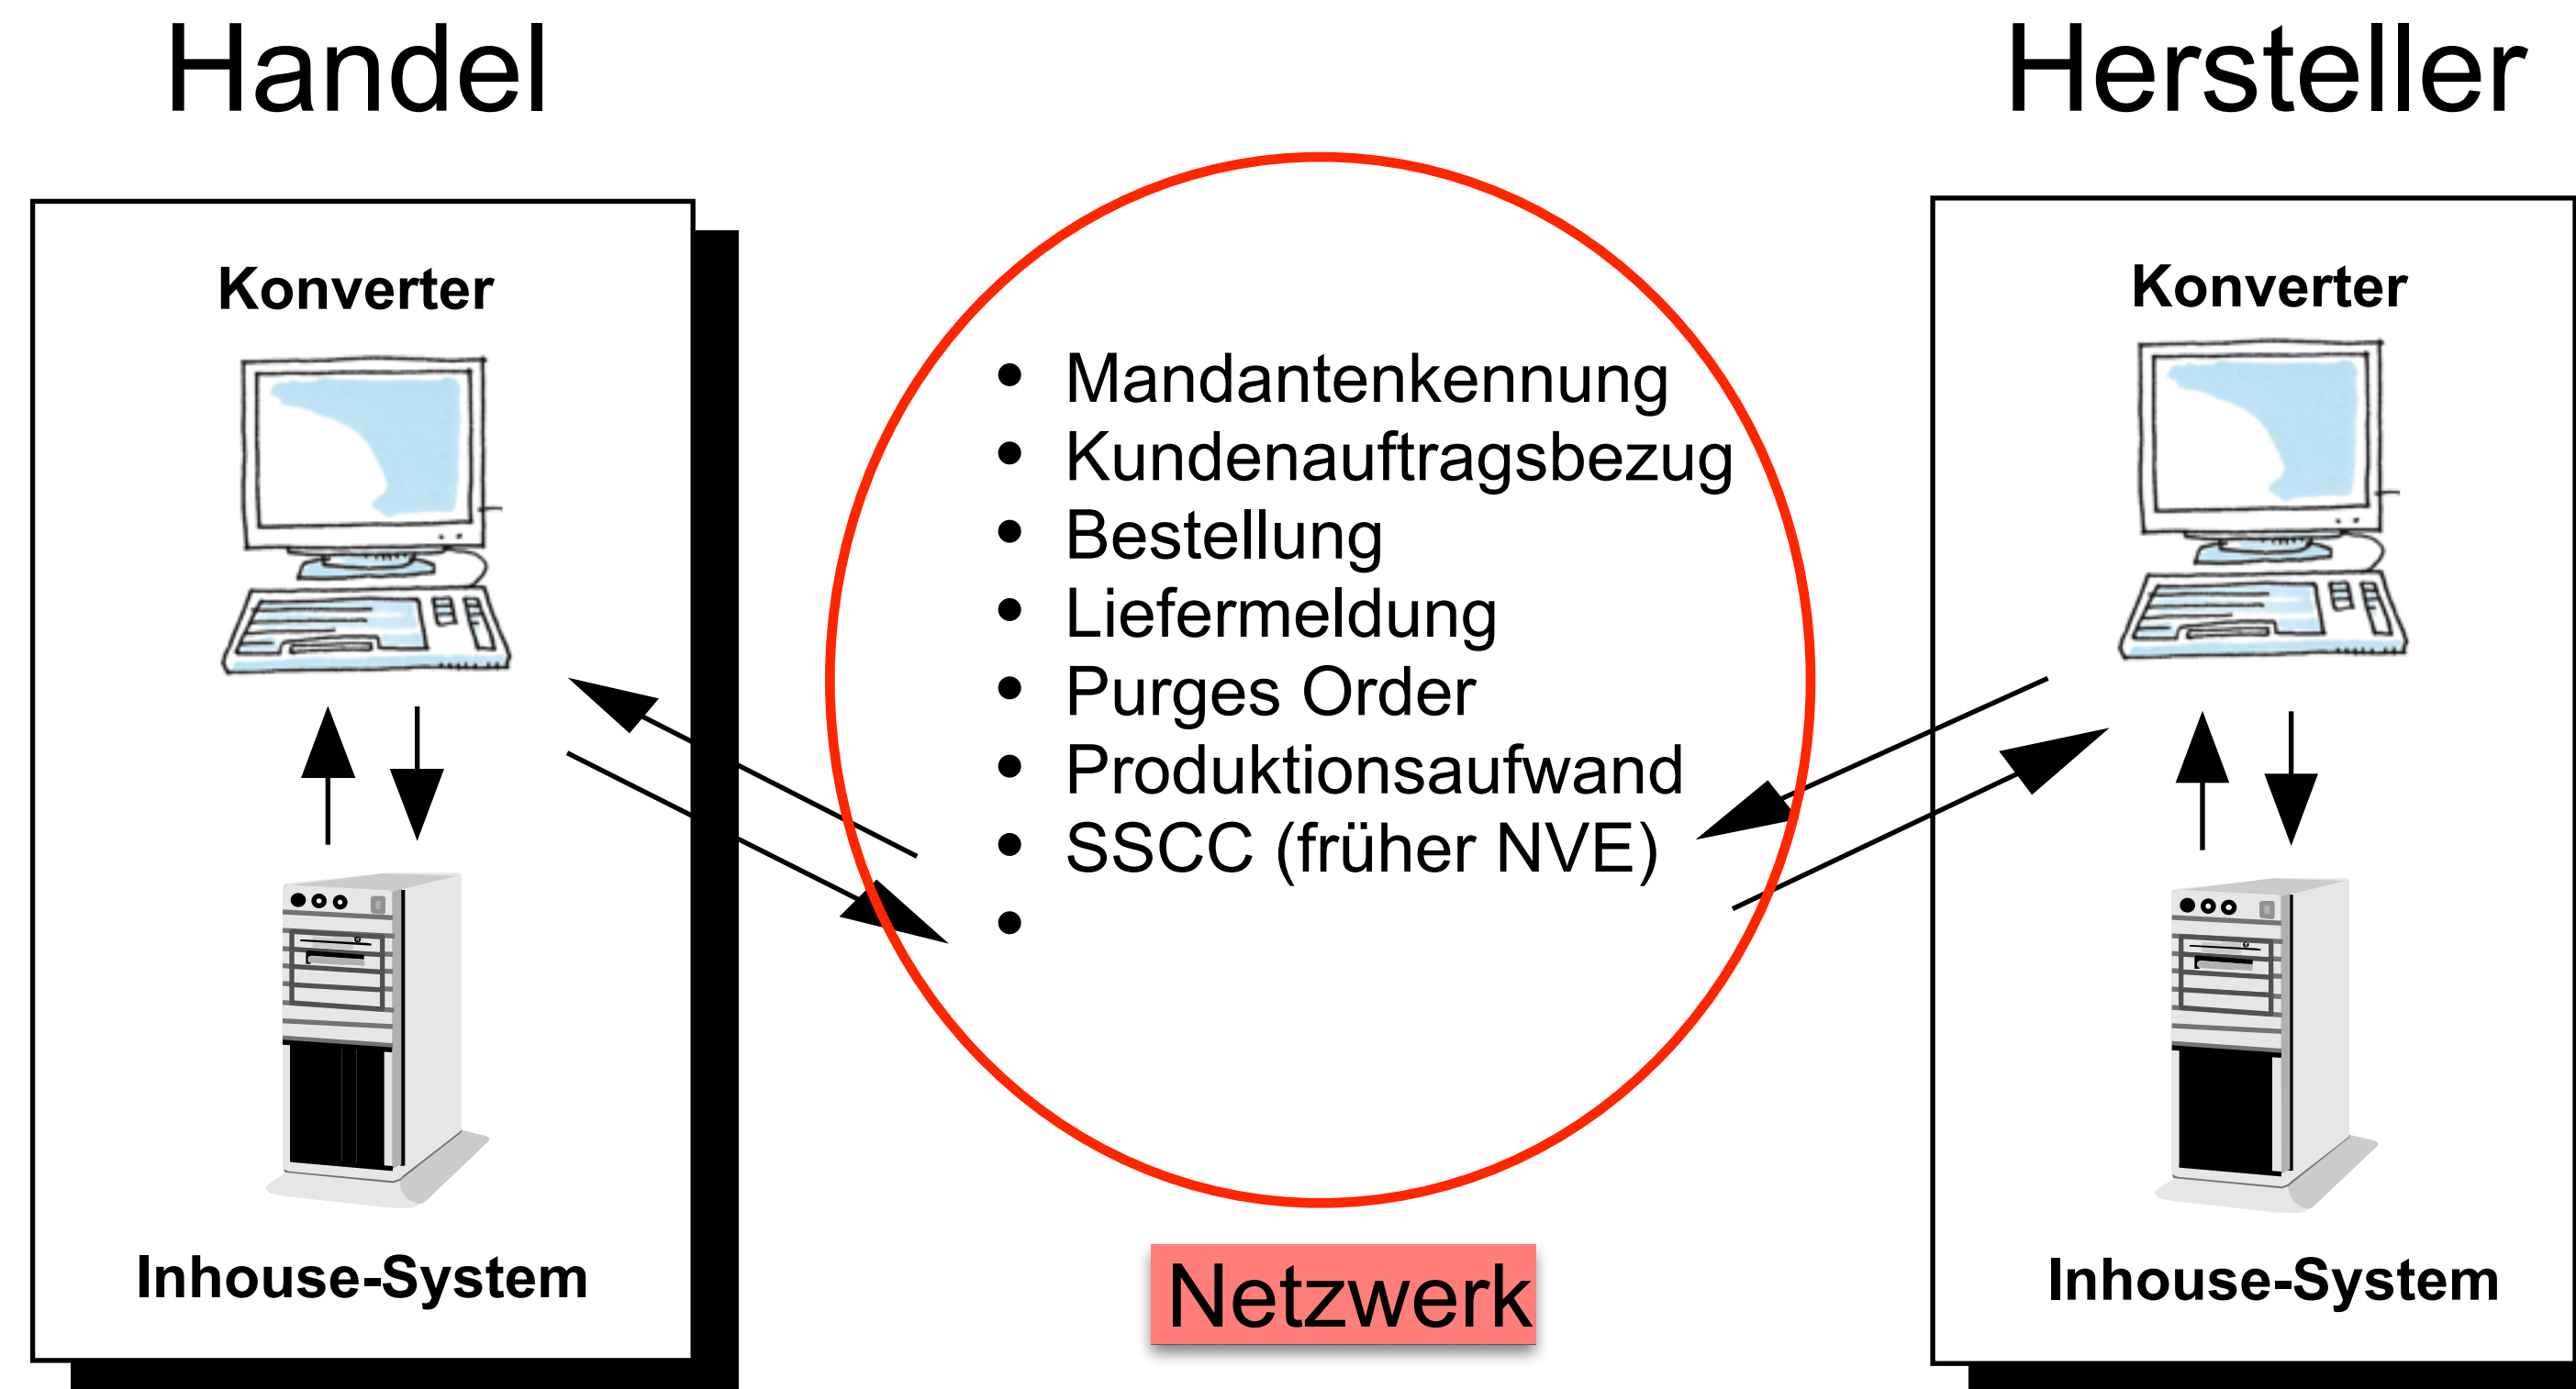 Handel
Hersteller
Konverter
Inhouse-System
• Mandantenkennung
• Kundenauftragsbezug
• Bestellung
• Liefermeldung
• Purges Order
• Produktionsaufwand
• SSCC (früher NVE)
•
Netzwerk
Konverter
Inhouse-System